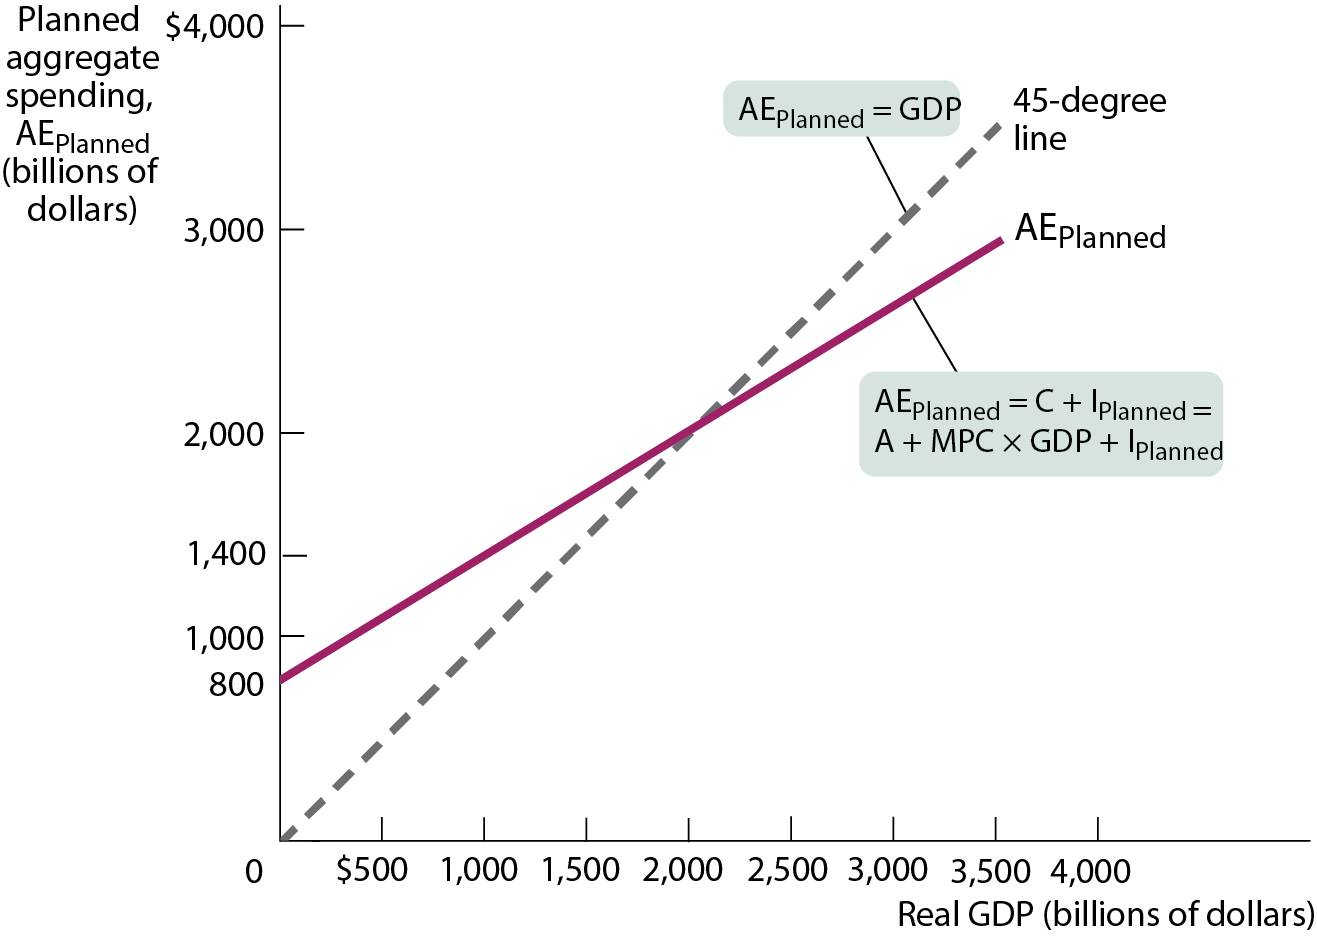 Planned
aggregate
spending,
AEPlanned
(billions of
dollars)
$4,000
3,000
2,000
1,400
1,000
800
0
AEPlanned = GDP
45-degree
line
AEPlanned
AEPlanned = C + IPlanned =
A + MPC × GDP + IPlanned
$500
1,000
1,500
2,000
2,500
3,000
3,500
4,000
Real GDP (billions of dollars)